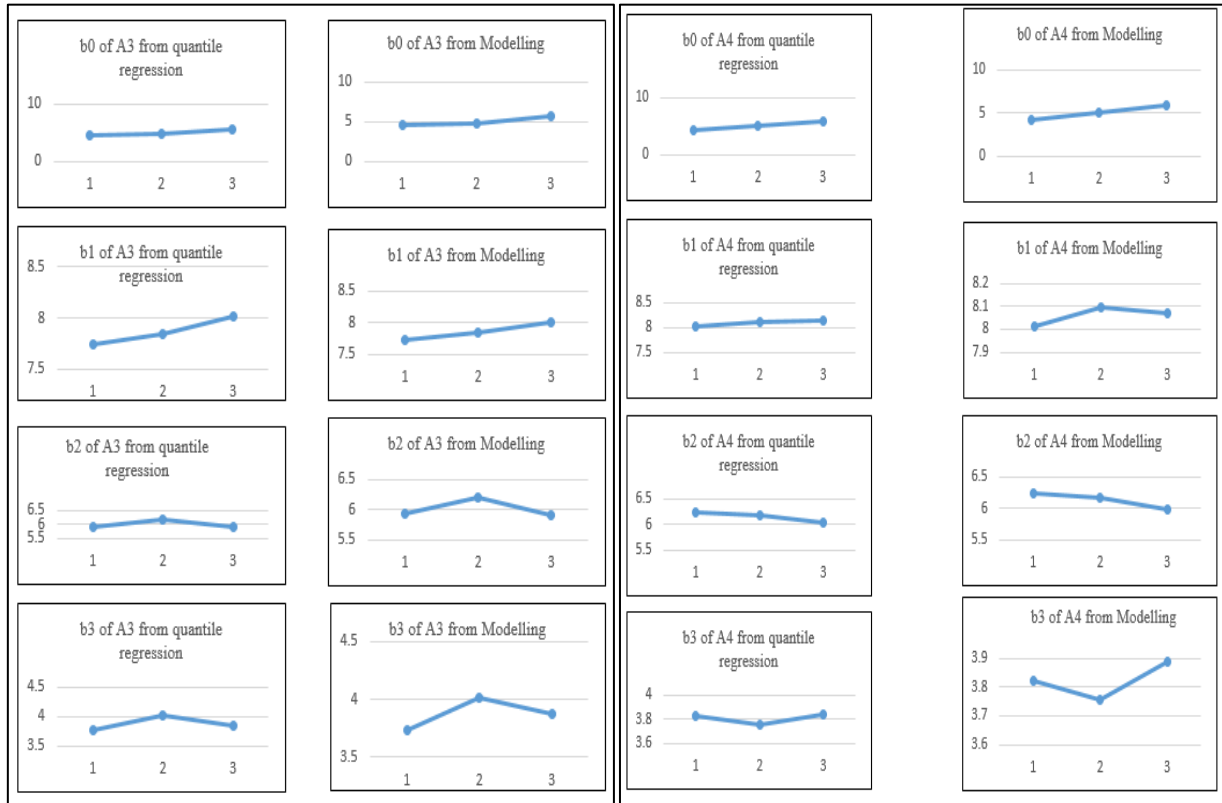 b0 of A3 from quantile
regression
10
0
1 2 3
b0 of A3 from Modelling
10
5
0
1 2 3
b1 of A3 from quantile
regression
8.5
8
7.5
1 2 3
b1 of A3 from Modelling
8.5
8
7.5
1 2 3
b2 of A3 from quantile
regression
6.5
6
5.5
1 2 3
b2 of A3 from Modelling
6.5
6
5.5
1 2 3
b3 of A3 from quantile
regression
4.5
4
3.5
1 2 3
b3 of A3 from Modelling
4.5
4
3.5
1 2 3
b0 of A4 from quantile
regression
10
0
1 2 3
b0 of A4 from Modelling
10
5
0
1 2 3
b1 of A4 from quantile
regression
8.5
8
7.5
1 2 3
b1 of A4 from Modelling
8.2
8.1
8
7.9
1 2 3
b2 of A4 from quantile
regression
6.5
6
5.5
1 2 3
b2 of A4 from Modelling
6.5
6
5.5
1 2 3
b3 of A4 from quantile
regression
4
3.8
3.6
1 2 3
b3 of A4 from Modelling
3.9
3.8
3.7
3.6
1 2 3